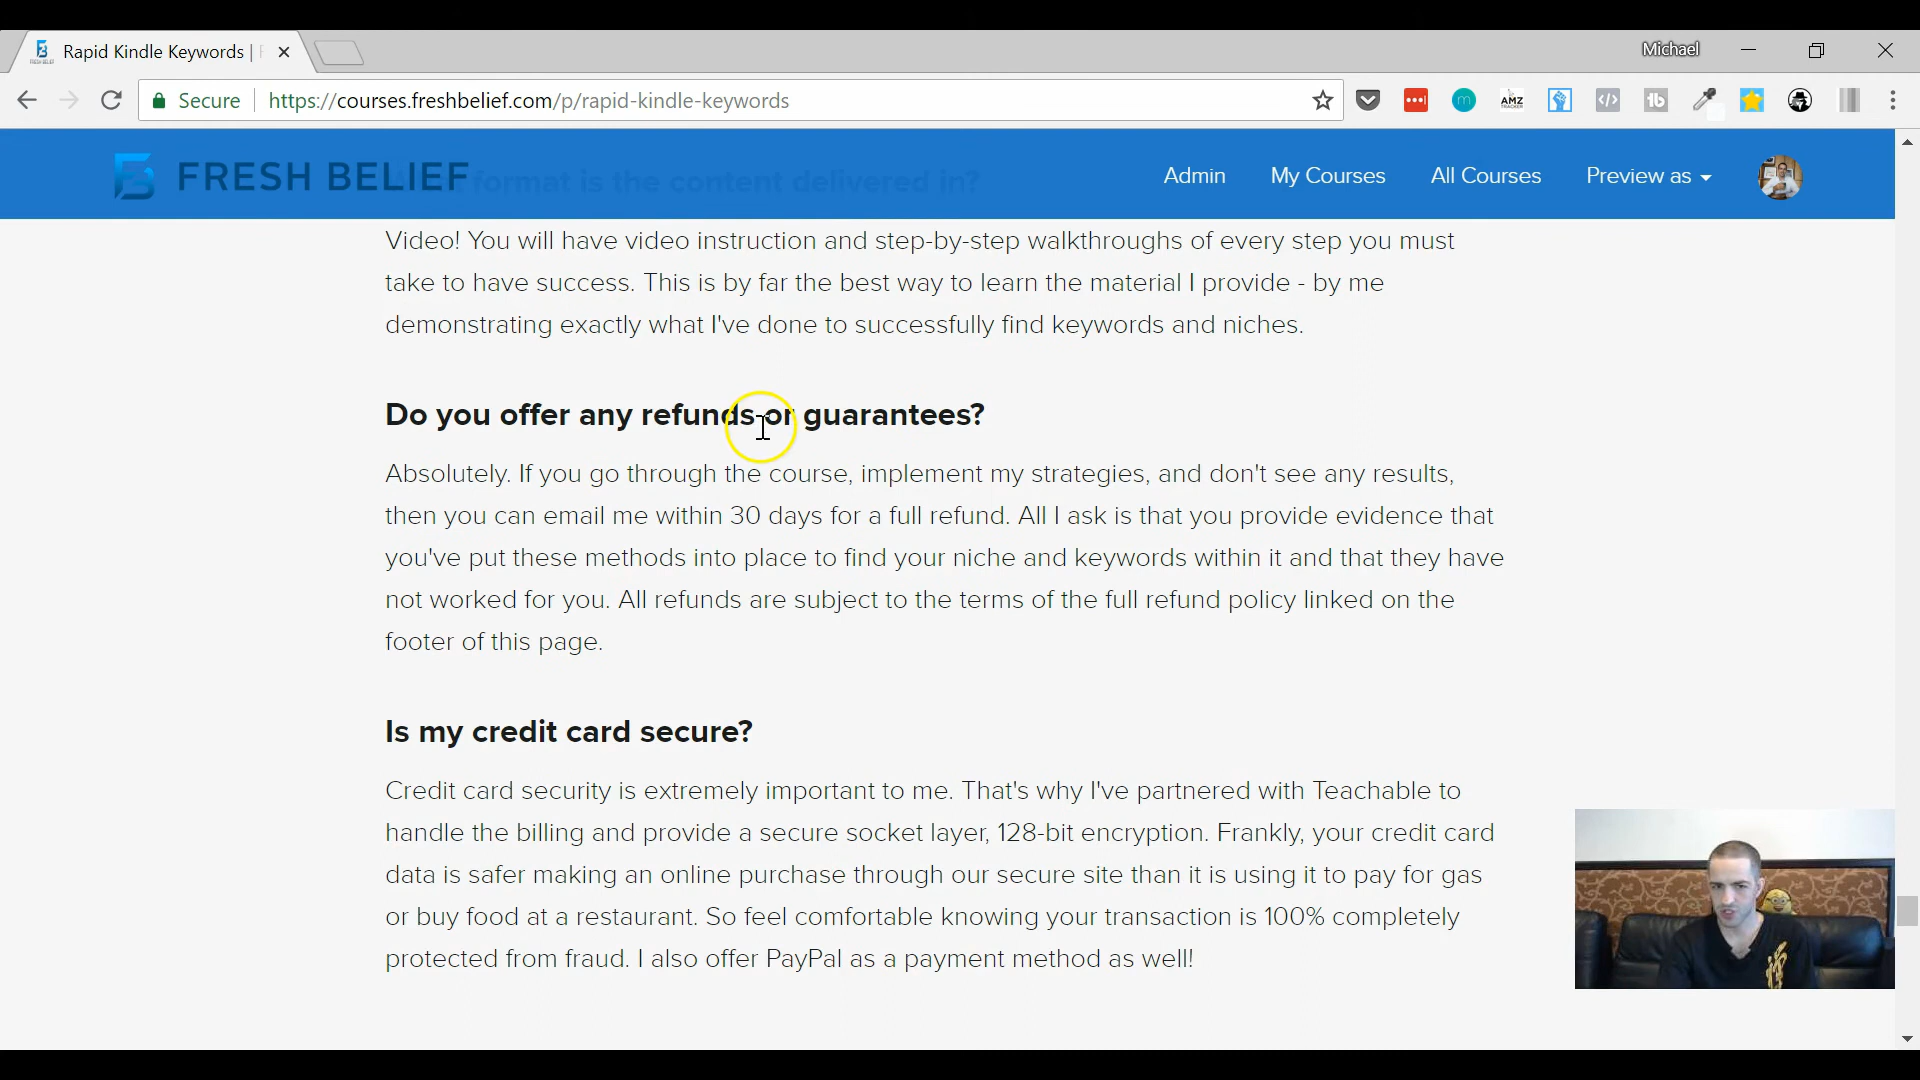 Rapid Kindle Keywords |
Michael
Secure
https://courses.freshbelief.com/p/rapid-kindle-keywords
AMZ
TRACKER
FRESH BELIEF
format is the content delivered in?
Admin
My Courses
All Courses
Preview as
Video! You will have video instruction and step-by-step walkthroughs of every step you must
take to have success. This is by far the best way to learn the material I provide - by me
demonstrating exactly what I've done to successfully find keywords and niches.
Do you offer any refunds or guarantees?
Absolutely. If you go through the course, implement my strategies, and don't see any results,
then you can email me within 30 days for a full refund. All I ask is that you provide evidence that
you've put these methods into place to find your niche and keywords within it and that they have
not worked for you. All refunds are subject to the terms of the full refund policy linked on the
footer of this page.
Is my credit card secure?
Credit card security is extremely important to me. That's why I've partnered with Teachable to
handle the billing and provide a secure socket layer, 128-bit encryption. Frankly, your credit card
data is safer making an online purchase through our secure site than it is using it to pay for gas
or buy food at a restaurant. So feel comfortable knowing your transaction is 100% completely
protected from fraud. I also offer PayPal as a payment method as well!